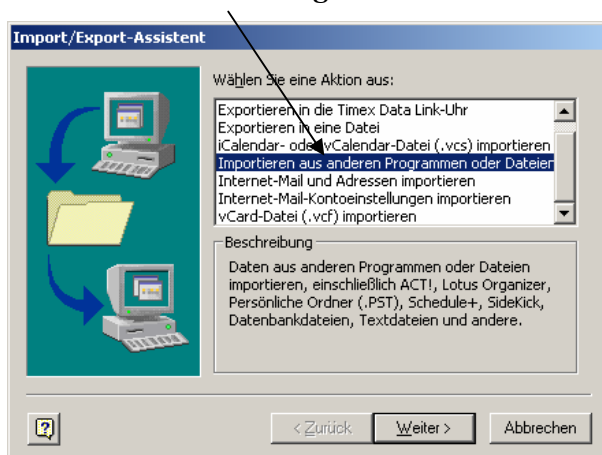 Import/Export-Assistent
Wählen Sie eine Aktion aus:
Exportieren in die Timex Data Link-Uhr
Exportieren in eine Datei
iCalendar- oder vCalendar-Datei (.vcs) importieren
Importieren aus anderen Programmen oder Dateien
Internet-Mail und Adressen importieren
Internet-Mail-Kontoeinstellungen importieren
vCard-Datei (.vcf) importieren
Beschreibung
Daten aus anderen Programmen oder Dateien
importieren, einschließlich ACT!, Lotus Organizer,
Persönliche Ordner (.PST), Schedule+, SideKick,
Datenbankdateien, Textdateien und andere.
< Zurück
Weiter >
Abbrechen